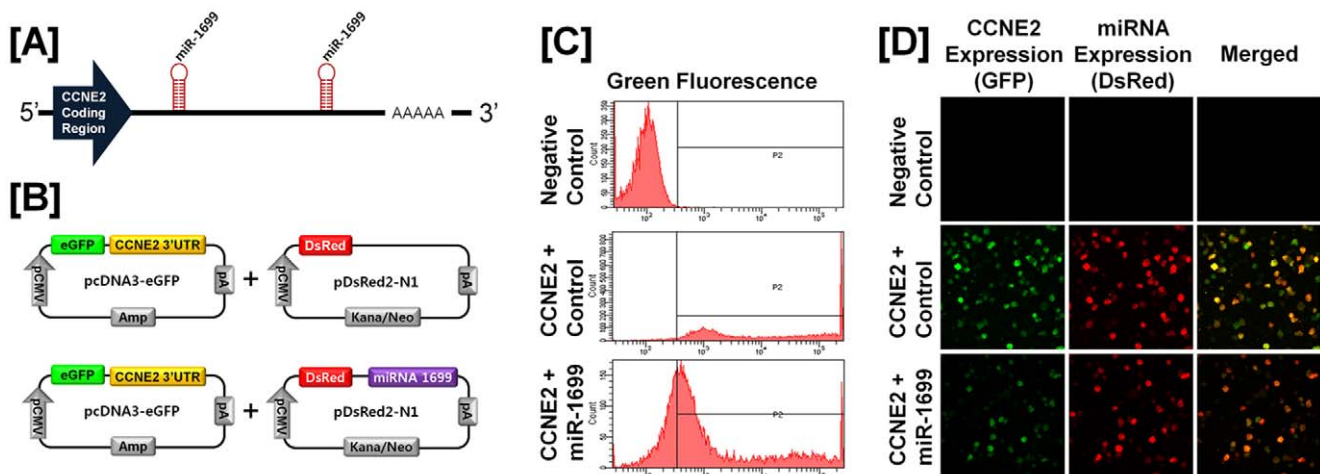 [A]
miR-1699
miR-1699
5’
CCNE2
Coding
Region
AAAAA
3’
[B]
eGFP
CCNE2 3’UTR
pCMV
pcDNA3-eGFP
pA
Amp
+
DsRed
pCMV
pDsRed2-N1
pA
Kana/Neo
eGFP
CCNE2 3’UTR
pCMV
pcDNA3-eGFP
pA
Amp
+
DsRed
miRNA 1699
pCMV
pDsRed2-N1
pA
Kana/Neo
[C]
Green Fluorescence
Negative
Control
Count
P2
CCNE2 +
Control
Count
P2
CCNE2 +
miR-1699
Count
P2
[D]
CCNE2
Expression
(GFP)
miRNA
Expression
(DsRed)
Merged
Negative
Control
CCNE2 +
Control
CCNE2 +
miR-1699